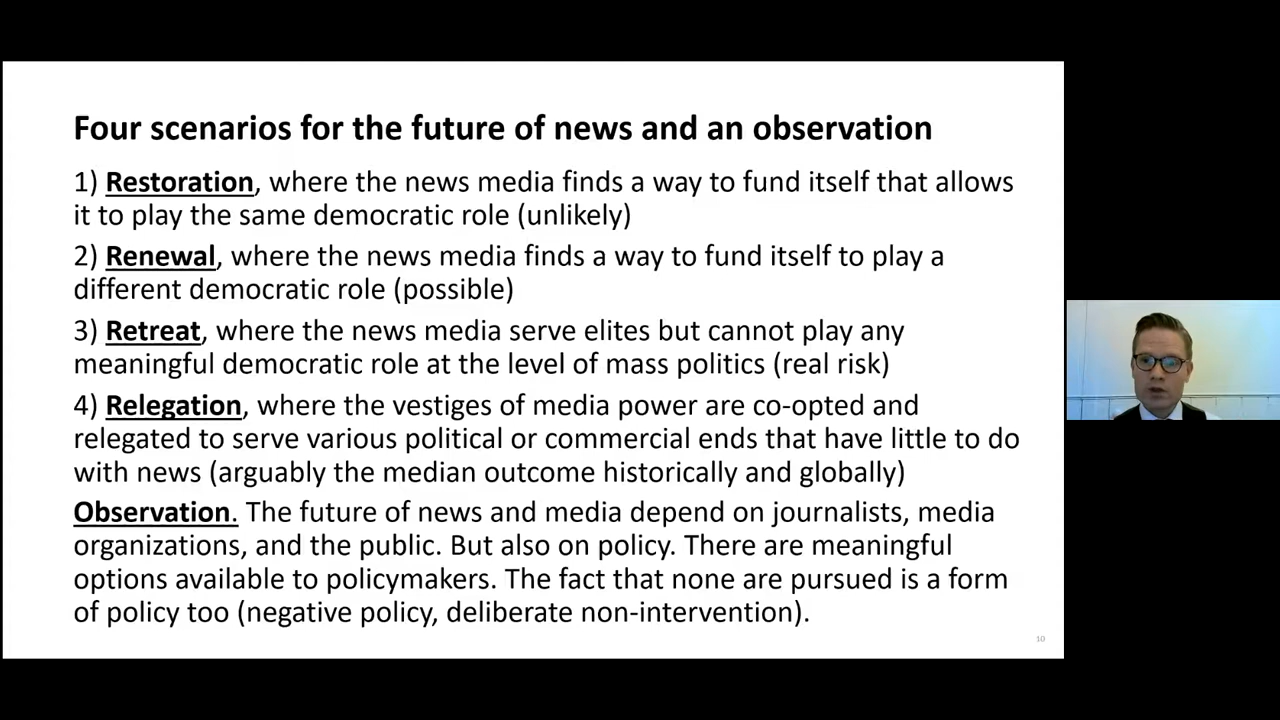 Four scenarios for the future of news and an observation
1) Restoration, where the news media finds a way to fund itself that allows
it to play the same democratic role (unlikely)
2) Renewal, where the news media finds a way to fund itself to play a
different democratic role (possible)
3) Retreat, where the news media serve elites but cannot play any
meaningful democratic role at the level of mass politics (real risk)
4) Relegation, where the vestiges of media power are co-opted and
relegated to serve various political or commercial ends that have little to do
with news (arguably the median outcome historically and globally)
Observation. The future of news and media depend on journalists, media
organizations, and the public. But also on policy. There are meaningful
options available to policymakers. The fact that none are pursued is a form
of policy too (negative policy, deliberate non-intervention).
10